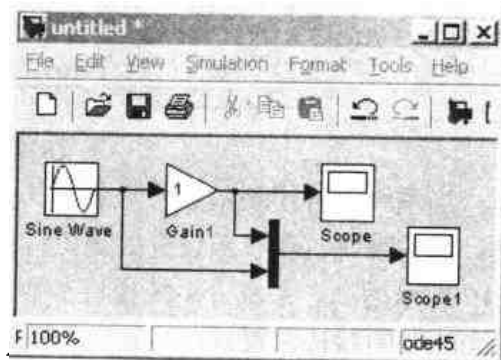 untitled *
File Edit View Simulation Format Tools Help
1
Sine Wave
Gain1
Scope
Scope1
100%
ode45